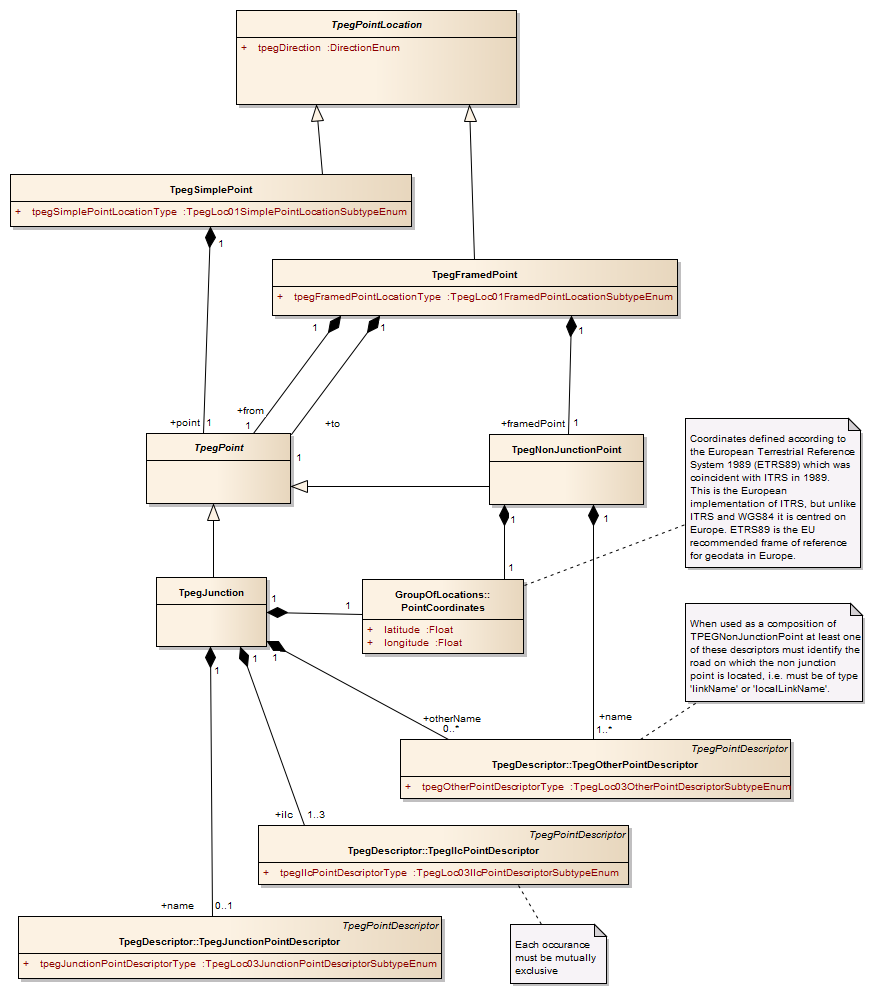 TpegPointLocation
+ tpegDirection :DirectionEnum
TpegSimplePoint
+ tpegSimplePointLocationType :TpegLoc01SimplePointLocationSubtypeEnum
1
TpegFramedPoint
+ tpegFramedPointLocationType :TpegLoc01FramedPointLocationSubtypeEnum
1
1
1
+point 1
+from
1
+to
1
+framedPoint 1
TpegPoint
TpegNonJunctionPoint
Coordinates defined according to
the European Terrestrial Reference
System 1989 (ETRS89) which was
coincident with ITRS in 1989.
This is the European
implementation of ITRS, but unlike
ITRS and WGS84 it is centred on
Europe. ETRS89 is the EU
recommended frame of reference
for geodata in Europe.
1
1
1
TpegJunction
1
1
GroupOfLocations::
PointCoordinates
+ latitude :Float
+ longitude :Float
When used as a composition of
TPEGNonJunctionPoint at least one
of these descriptors must identify the
road on which the non junction
point is located, i.e. must be of type
'linkName' or 'localLinkName'.
1
1
1
+otherName
0..*
+name
1..*
TpegPointDescriptor
TpegDescriptor::TpegOtherPointDescriptor
+ tpegOtherPointDescriptorType :TpegLoc03OtherPointDescriptorSubtypeEnum
+ilc 1..3
TpegPointDescriptor
TpegDescriptor::TpegIlcPointDescriptor
+ tpegIlcPointDescriptorType :TpegLoc03IlcPointDescriptorSubtypeEnum
+name 0..1
TpegPointDescriptor
TpegDescriptor::TpegJunctionPointDescriptor
+ tpegJunctionPointDescriptorType :TpegLoc03JunctionPointDescriptorSubtypeEnum
Each occurance
must be mutually
exclusive